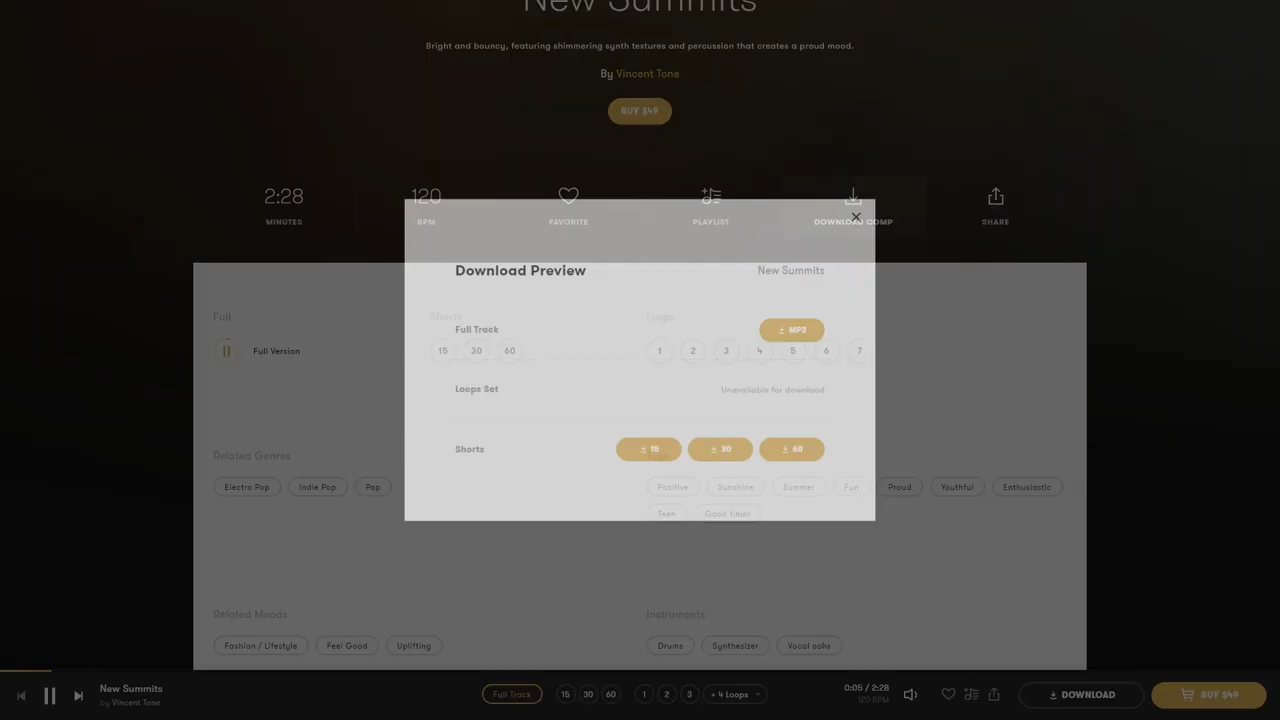 New Summits
Bright and bouncy, featuring shimmering synth textures and percussion that creates a proud mood.
By Vincent Tone
BUY $49
2:28
MINUTES
120
BPM
FAVORITE
PLAYLIST
DOWNLOAD COMP
SHARE
Download Preview
New Summits
Full Track
MP3
Loops Set
Unavailable for download
Shorts
15
30
60
Full
Full Version
Shorts
15
30
60
Loops
1
2
3
4
5
6
7
Related Genres
Electro Pop
Indie Pop
Pop
Positive
Sunshine
Summer
Fun
Proud
Youthful
Enthusiastic
Teen
Good times
Related Moods
Fashion / Lifestyle
Feel Good
Uplifting
Instruments
Drums
Synthesizer
Vocal oohs
New Summits
by Vincent Tone
Full Track
15
30
60
1
2
3
+ 4 Loops
0:05 / 2:28
120 BPM
DOWNLOAD
BUY $49